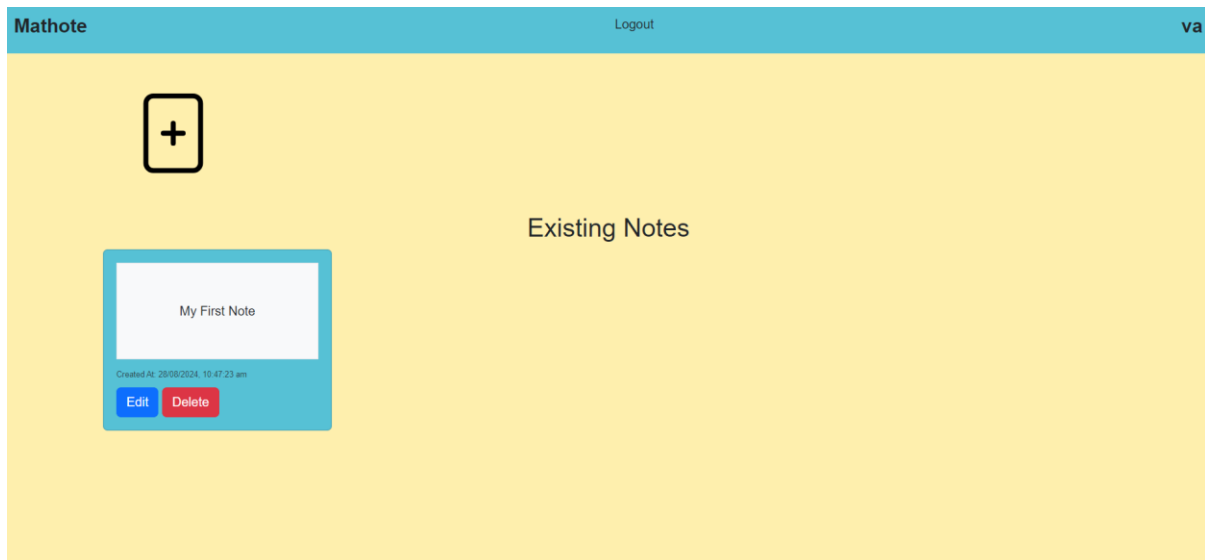 Mathote
Logout
va
Existing Notes
My First Note
Created At: 28/08/2024, 10:47:23 am
Edit Delete